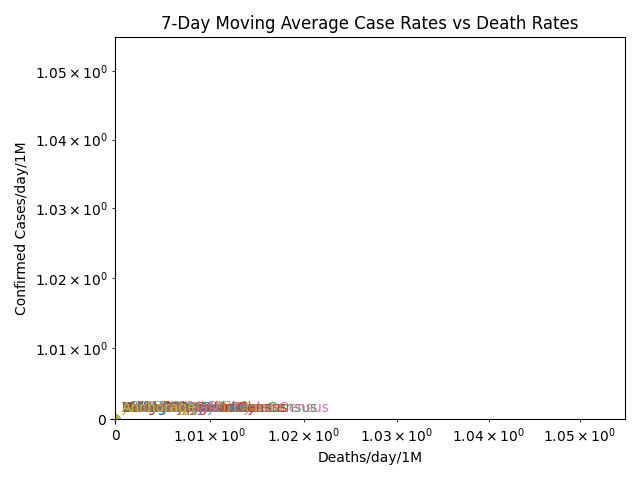 7-Day Moving Average Case Rates vs Death Rates
Confirmed Cases/day/1M
1.05 × 10⁰
1.04 × 10⁰
1.03 × 10⁰
1.02 × 10⁰
1.01 × 10⁰
0
0
1.01 × 10⁰
1.02 × 10⁰
1.03 × 10⁰
1.04 × 10⁰
1.05 × 10⁰
Deaths/day/1M